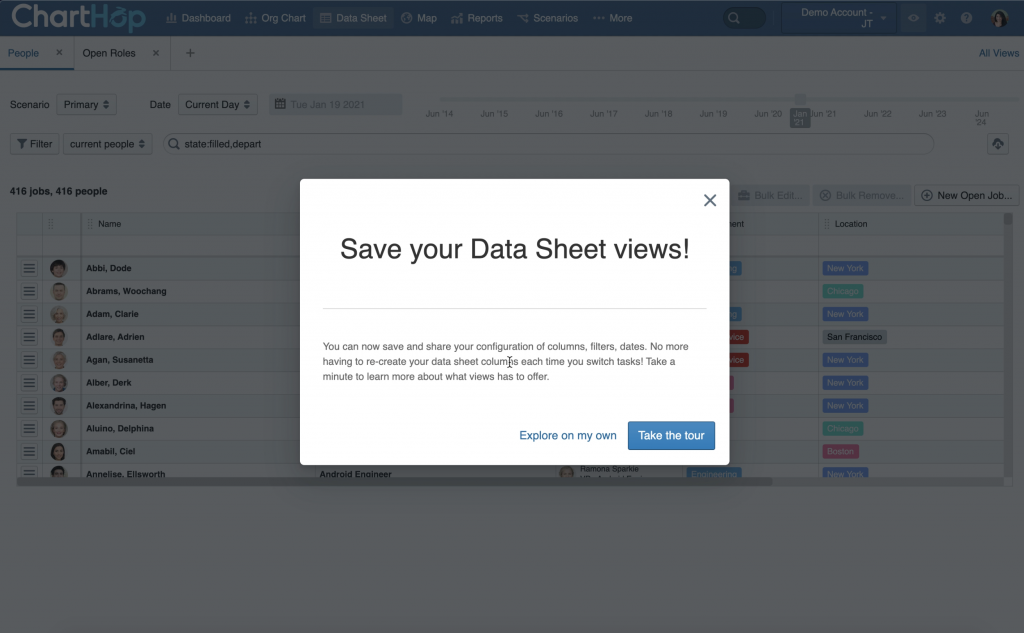 ChartHop
Dashboard
Org Chart
Data Sheet
Map
Reports
Scenarios
More
Demo Account -
JT
People
Open Roles
All Views
Scenario
Primary
Date
Current Day
Tue Jan 19 2021
Jun '14
Jun '15
Jun '16
Jun '17
Jun '18
Jun '19
Jun '20
Jan
'21
Jun '21
Jun '22
Jun '23
Jun
'24
Filter
current people
state:filled,depart
416 jobs, 416 people
Bulk Edit...
Bulk Remove...
New Open Job...
Name
Location
Abbi, Dode
New York
Abrams, Woochang
Chicago
Adam, Clarie
New York
Adlare, Adrien
San Francisco
Agan, Susanetta
New York
Alber, Derk
New York
Alexandrina, Hagen
New York
Aluino, Delphina
Chicago
Amabil, Ciel
Boston
Annelise, Ellsworth
Android Engineer
Ramona Sparkle
Engineering
New York
Save your Data Sheet views!
You can now save and share your configuration of columns, filters, dates. No more
having to re-create your data sheet columns each time you switch tasks! Take a
minute to learn more about what views has to offer.
Explore on my own
Take the tour